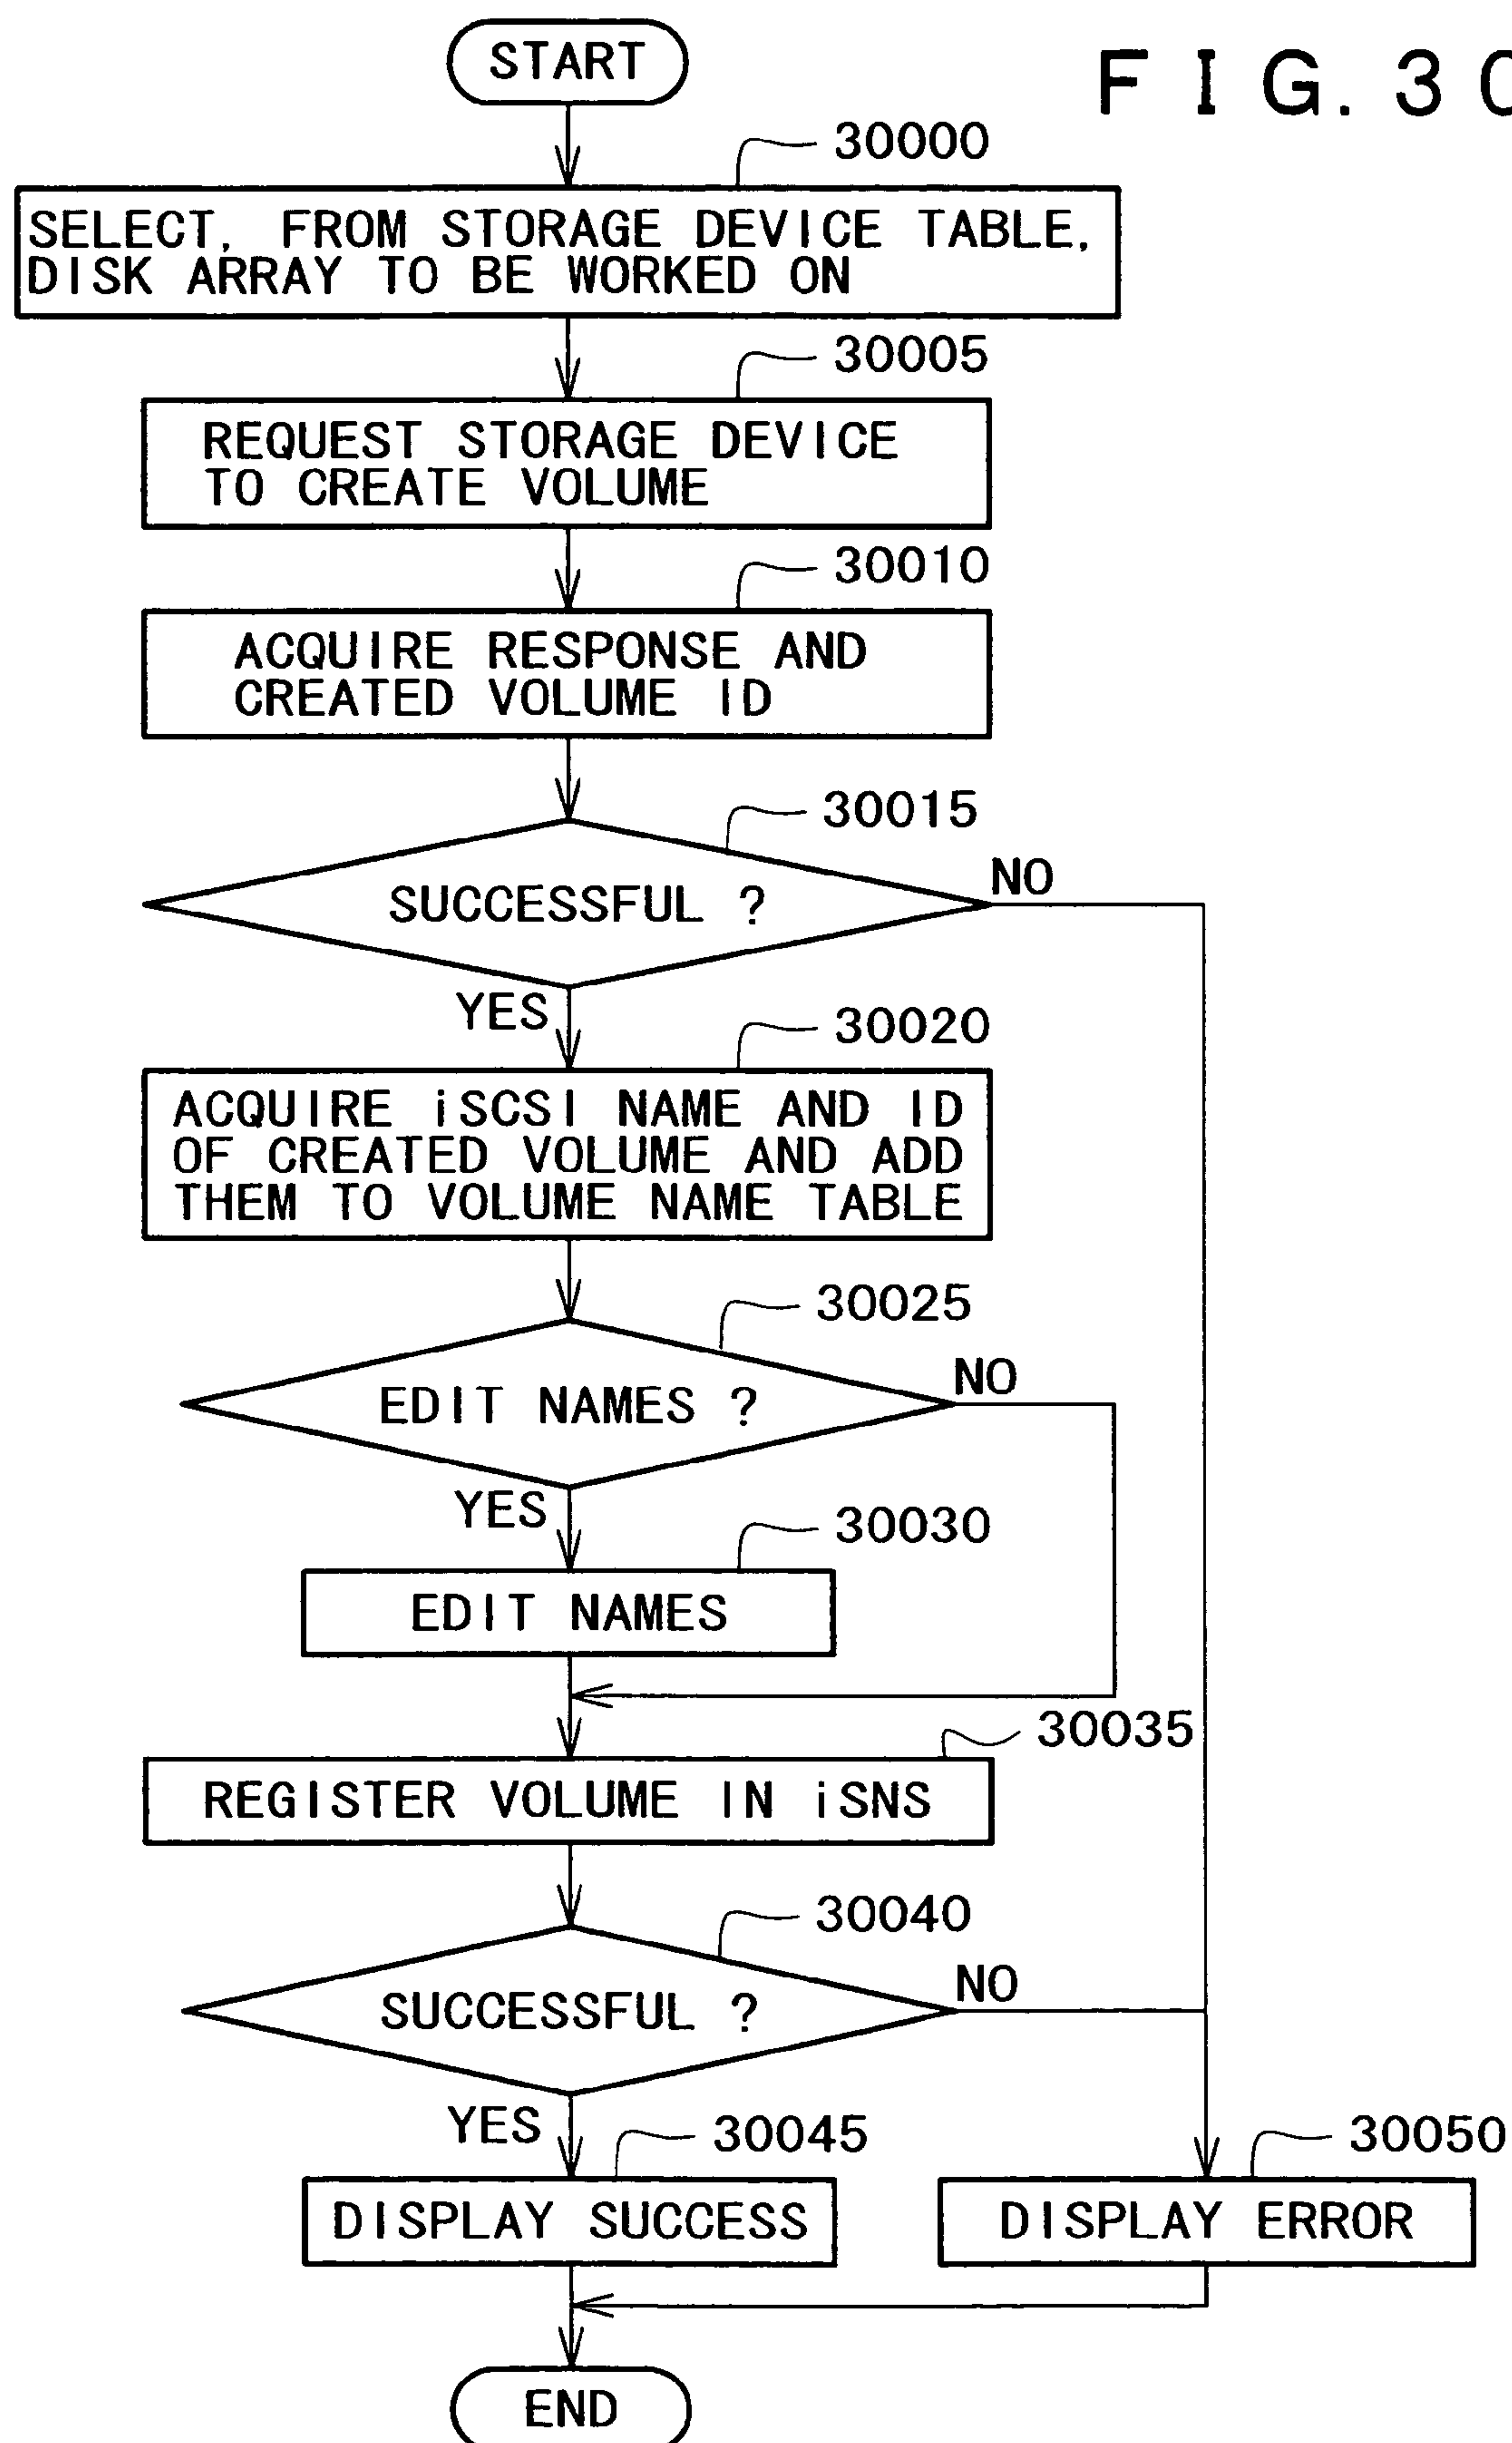 START
FIG. 30
30000
SELECT, FROM STORAGE DEVICE TABLE,
DISK ARRAY TO BE WORKED ON
30005
REQUEST STORAGE DEVICE
TO CREATE VOLUME
30010
ACQUIRE RESPONSE AND
CREATED VOLUME ID
30015
SUCCESSFUL ?
NO
YES
30020
ACQUIRE iSCSI NAME AND ID
OF CREATED VOLUME AND ADD
THEM TO VOLUME NAME TABLE
30025
EDIT NAMES ?
NO
YES
30030
EDIT NAMES
30035
REGISTER VOLUME IN iSNS
30040
SUCCESSFUL ?
NO
YES
30045
30050
DISPLAY SUCCESS
DISPLAY ERROR
END